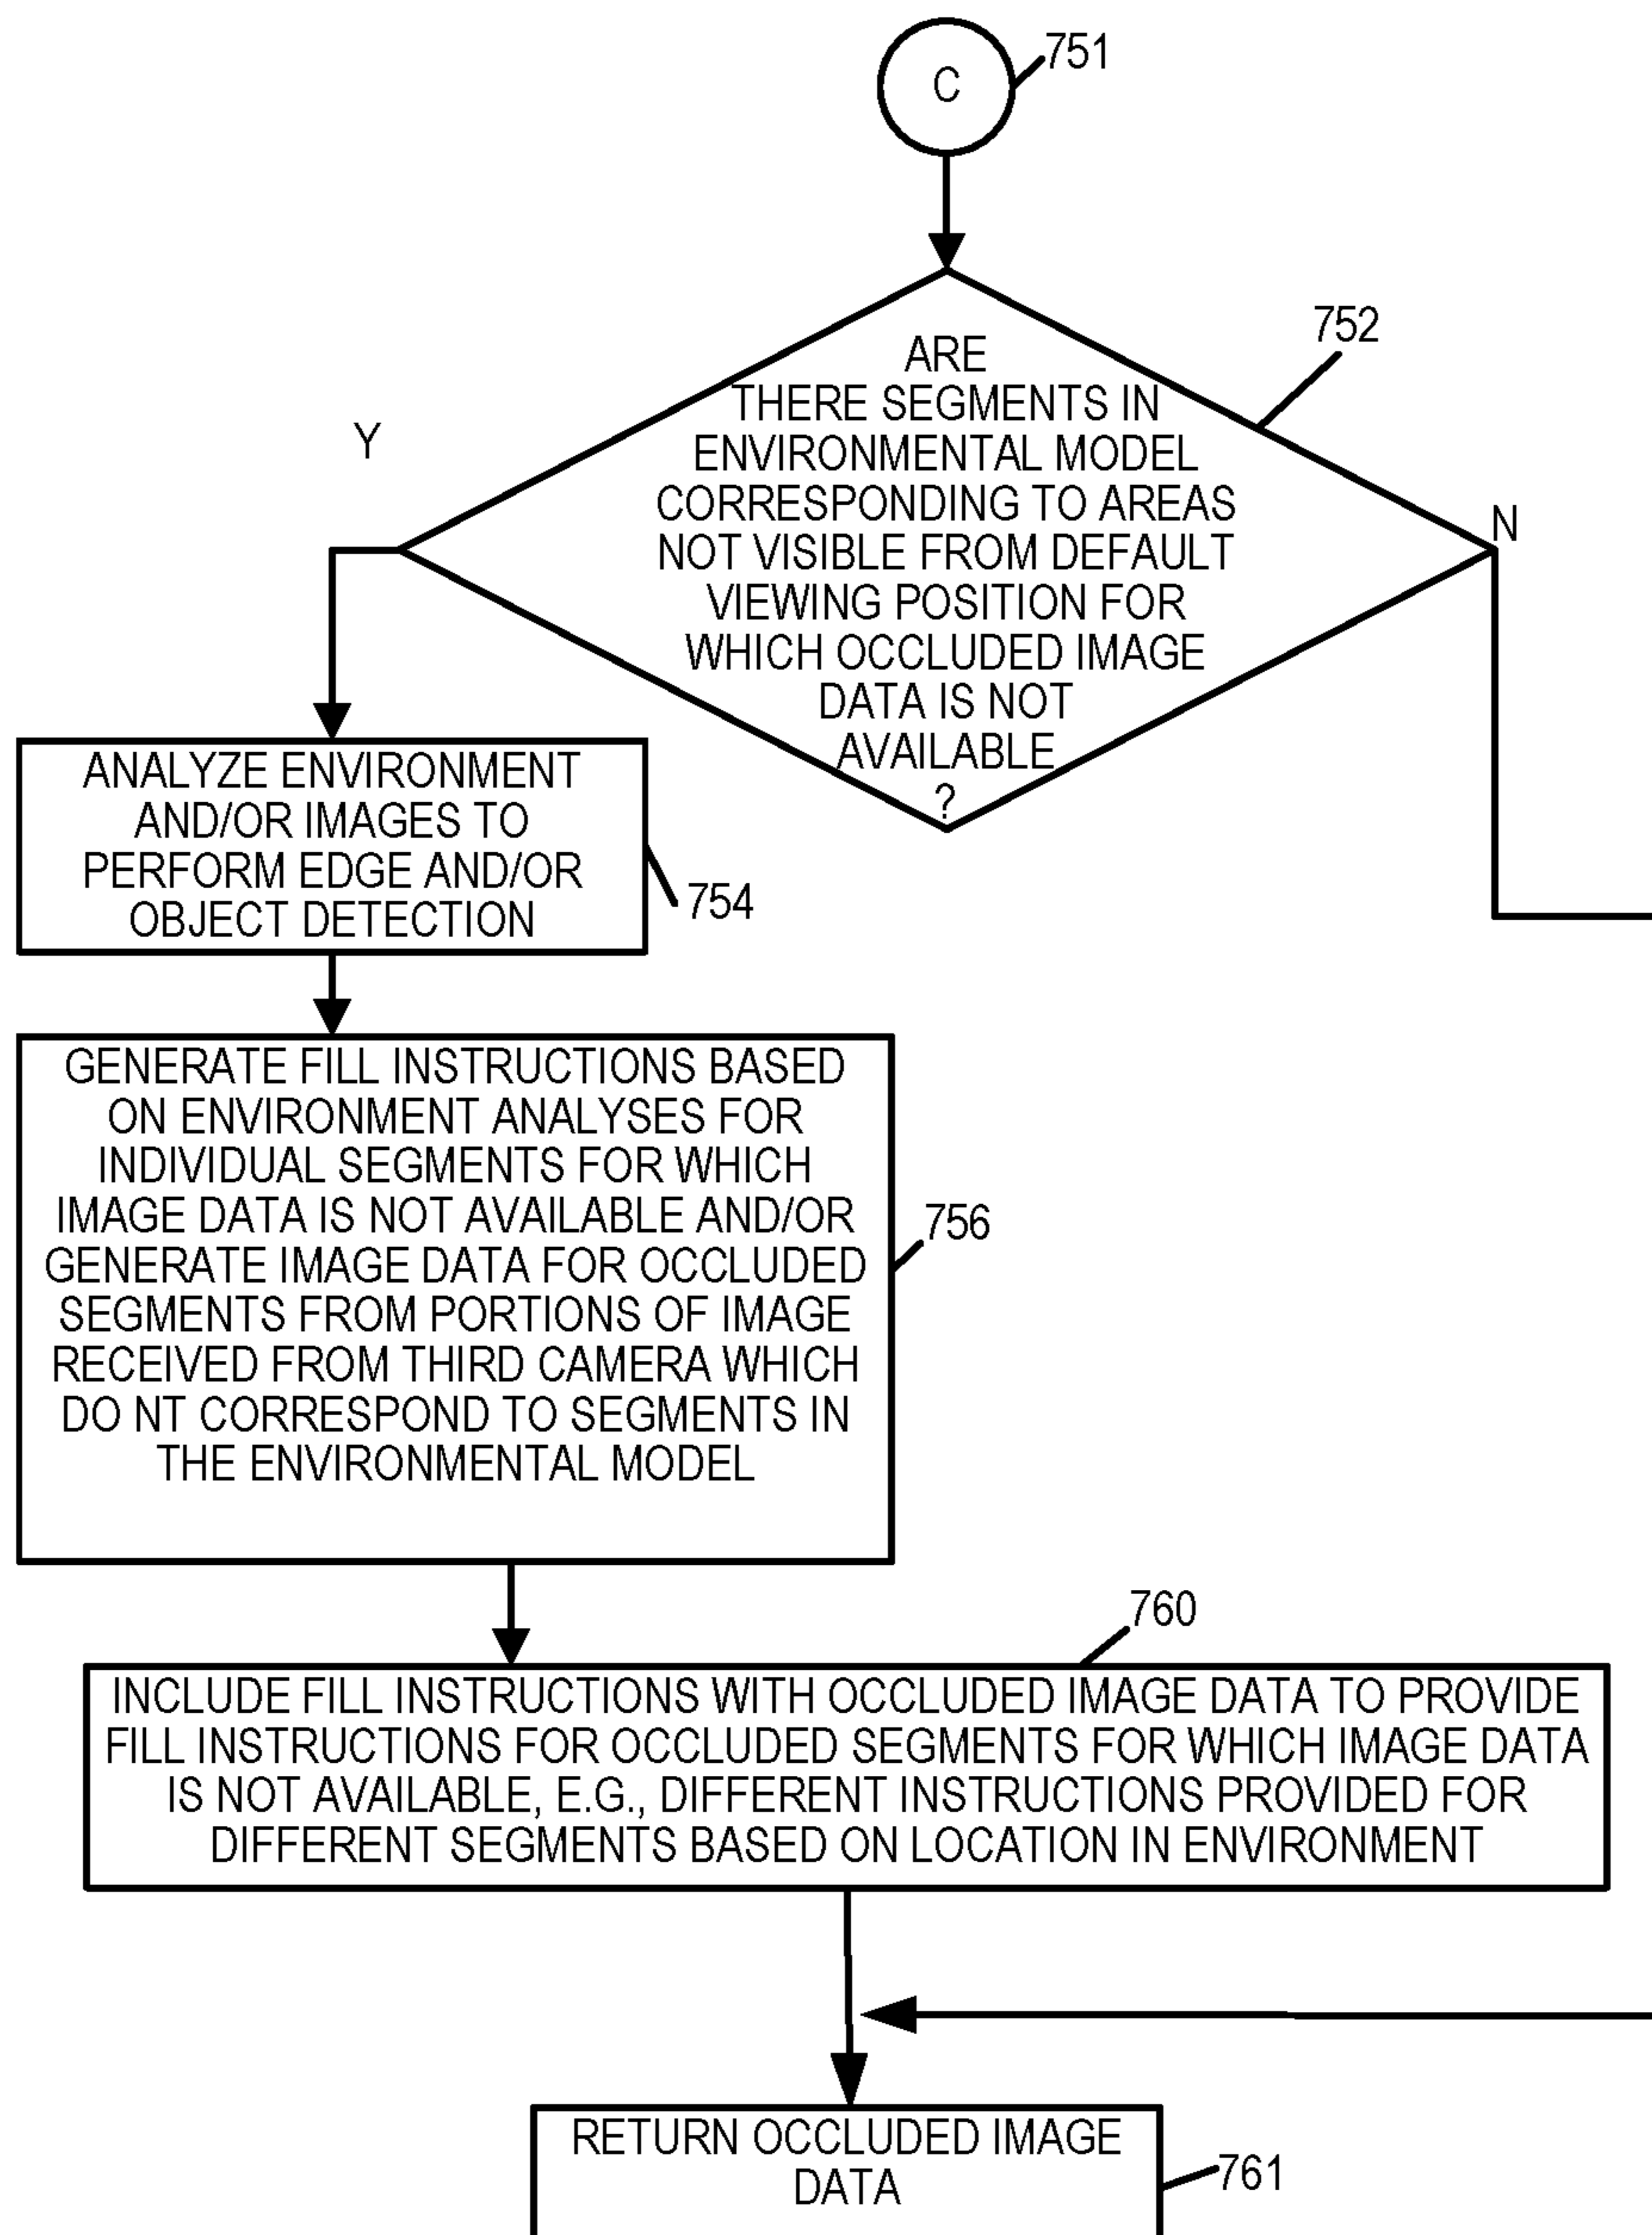 C
751
752
ARE
THERE SEGMENTS IN
ENVIRONMENTAL MODEL
CORRESPONDING TO AREAS
NOT VISIBLE FROM DEFAULT
VIEWING POSITION FOR
WHICH OCCLUDED IMAGE
DATA IS NOT
AVAILABLE
?
Y
N
ANALYZE ENVIRONMENT
AND/OR IMAGES TO
PERFORM EDGE AND/OR
OBJECT DETECTION
754
GENERATE FILL INSTRUCTIONS BASED
ON ENVIRONMENT ANALYSES FOR
INDIVIDUAL SEGMENTS FOR WHICH
IMAGE DATA IS NOT AVAILABLE AND/OR
GENERATE IMAGE DATA FOR OCCLUDED
SEGMENTS FROM PORTIONS OF IMAGE
RECEIVED FROM THIRD CAMERA WHICH
DO NT CORRESPOND TO SEGMENTS IN
THE ENVIRONMENTAL MODEL
756
760
INCLUDE FILL INSTRUCTIONS WITH OCCLUDED IMAGE DATA TO PROVIDE
FILL INSTRUCTIONS FOR OCCLUDED SEGMENTS FOR WHICH IMAGE DATA
IS NOT AVAILABLE, E.G., DIFFERENT INSTRUCTIONS PROVIDED FOR
DIFFERENT SEGMENTS BASED ON LOCATION IN ENVIRONMENT
RETURN OCCLUDED IMAGE
DATA
761